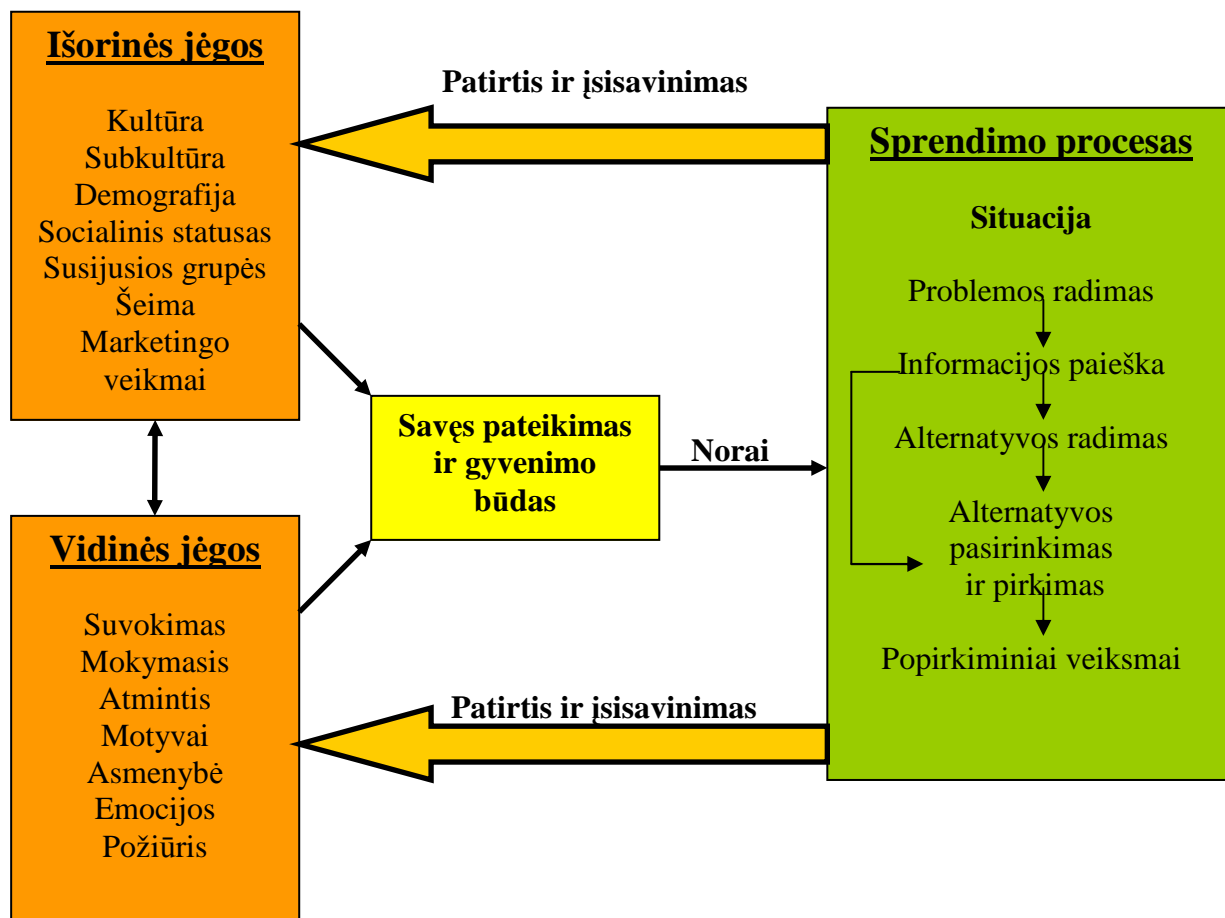 Išorinės jėgos
Kultūra
Subkultūra
Demografija
Socialinis statusas
Susijusios grupės
Šeima
Marketingo
veikmai
Vidinės jėgos
Suvokimas
Mokymasis
Atmintis
Motyvai
Asmenybė
Emocijos
Požiūris
Savęs pateikimas
ir gyvenimo
būdas
Norai
Patirtis ir įsisavinimas
Patirtis ir įsisavinimas
Sprendimo procesas
Situacija
Problemos radimas
Informacijos paieška
Alternatyvos radimas
Alternatyvos
pasirinkimas
ir pirkimas
Popirkiminiai veiksmai